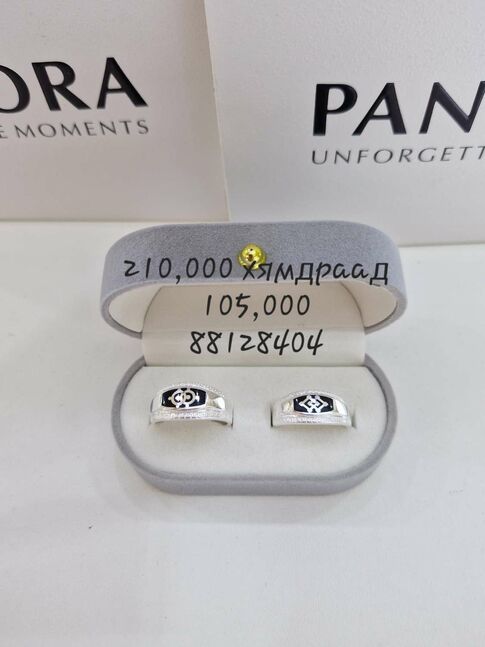 ORA
E MOMENTS
PAN
UNFORGETT
210,000 хямдраад
105,000
88128404